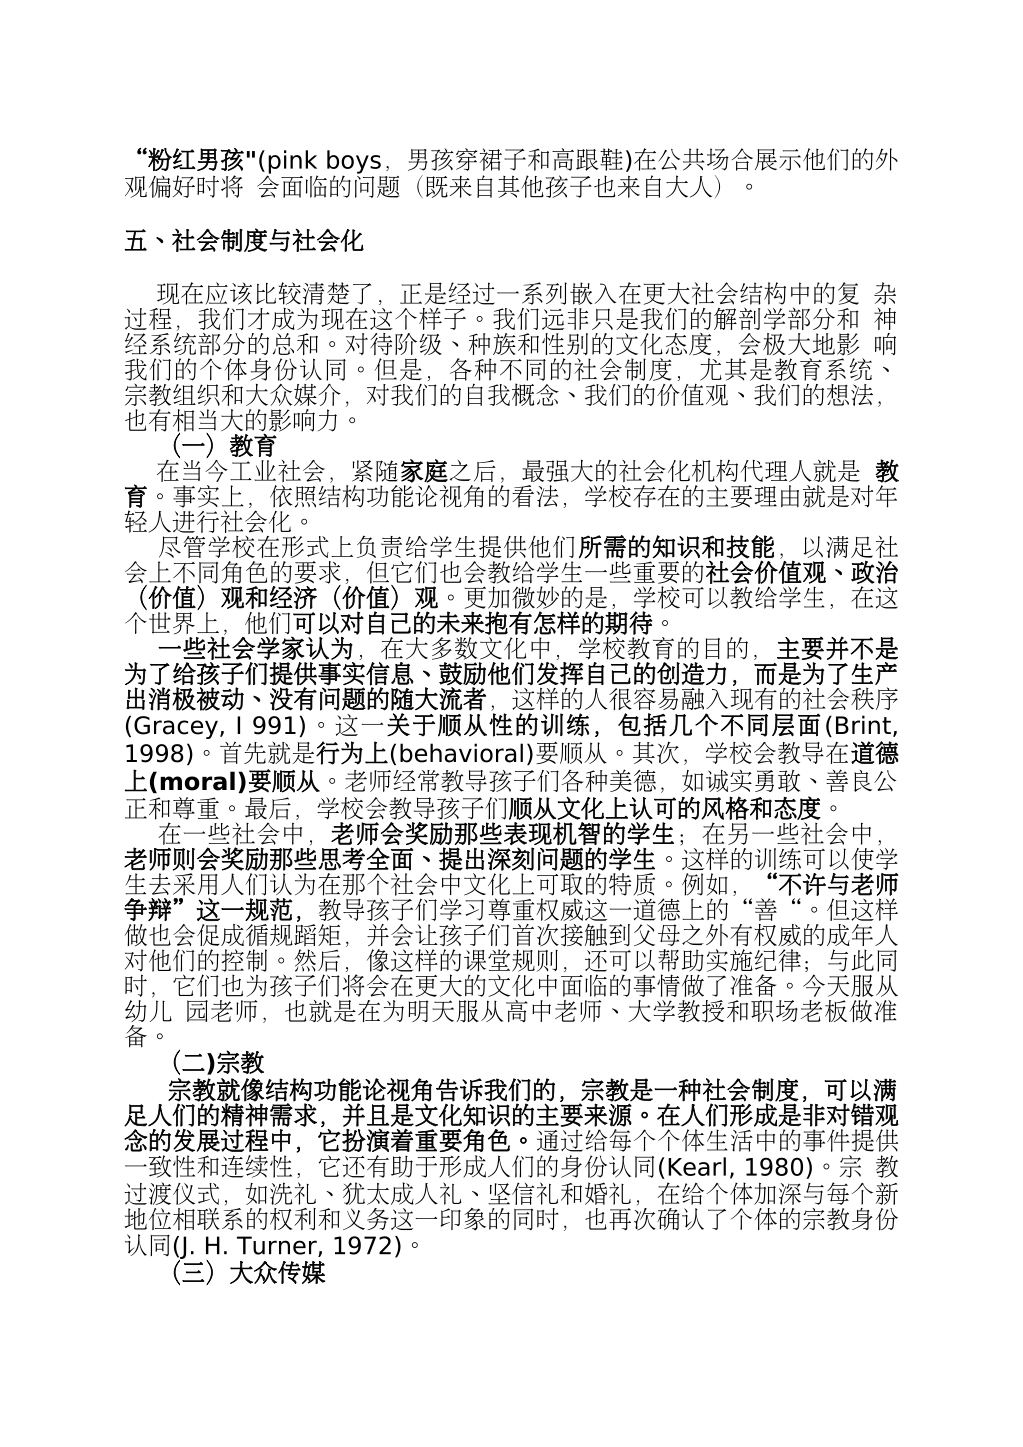 “粉红男孩"(pink boys，男孩穿裙子和高跟鞋)在公共场合展示他们的外
观偏好时将 会面临的问题（既来自其他孩子也来自大人）。
五、社会制度与社会化
现在应该比较清楚了，正是经过一系列嵌入在更大社会结构中的复 杂
过程，我们才成为现在这个样子。我们远非只是我们的解剖学部分和 神
经系统部分的总和。对待阶级、种族和性别的文化态度，会极大地影 响
我们的个体身份认同。但是，各种不同的社会制度，尤其是教育系统、
宗教组织和大众媒介，对我们的自我概念、我们的价值观、我们的想法，
也有相当大的影响力。
（一）教育
在当今工业社会，紧随家庭之后，最强大的社会化机构代理人就是 教
育。事实上，依照结构功能论视角的看法，学校存在的主要理由就是对年
轻人进行社会化。
尽管学校在形式上负责给学生提供他们所需的知识和技能，以满足社
会上不同角色的要求，但它们也会教给学生一些重要的社会价值观、政治
（价值）观和经济（价值）观。更加微妙的是，学校可以教给学生，在这
个世界上，他们可以对自己的未来抱有怎样的期待。
一些社会学家认为，在大多数文化中，学校教育的目的，主要并不是
为了给孩子们提供事实信息、鼓励他们发挥自己的创造力，而是为了生产
出消极被动、没有问题的随大流者，这样的人很容易融入现有的社会秩序
(Gracey, I 991)。这一关于顺从性的训练，包括几个不同层面(Brint,
1998)。首先就是行为上(behavioral)要顺从。其次，学校会教导在道德
上(moral)要顺从。老师经常教导孩子们各种美德，如诚实勇敢、善良公
正和尊重。最后，学校会教导孩子们顺从文化上认可的风格和态度。
在一些社会中，老师会奖励那些表现机智的学生；在另一些社会中，
老师则会奖励那些思考全面、提出深刻问题的学生。这样的训练可以使学
生去采用人们认为在那个社会中文化上可取的特质。例如，“不许与老师
争辩”这一规范，教导孩子们学习尊重权威这一道德上的“善 “。但这样
做也会促成循规蹈矩，并会让孩子们首次接触到父母之外有权威的成年人
对他们的控制。然后，像这样的课堂规则，还可以帮助实施纪律；与此同
时，它们也为孩子们将会在更大的文化中面临的事情做了准备。今天服从
幼儿 园老师，也就是在为明天服从高中老师、大学教授和职场老板做准
备。
（二)宗教
宗教就像结构功能论视角告诉我们的，宗教是一种社会制度，可以满
足人们的精神需求，并且是文化知识的主要来源。在人们形成是非对错观
念的发展过程中，它扮演着重要角色。通过给每个个体生活中的事件提供
一致性和连续性，它还有助于形成人们的身份认同(Kearl, 1980)。宗 教
过渡仪式，如洗礼、犹太成人礼、坚信礼和婚礼，在给个体加深与每个新
地位相联系的权利和义务这一印象的同时，也再次确认了个体的宗教身份
认同(J. H. Turner, 1972)。
（三）大众传媒